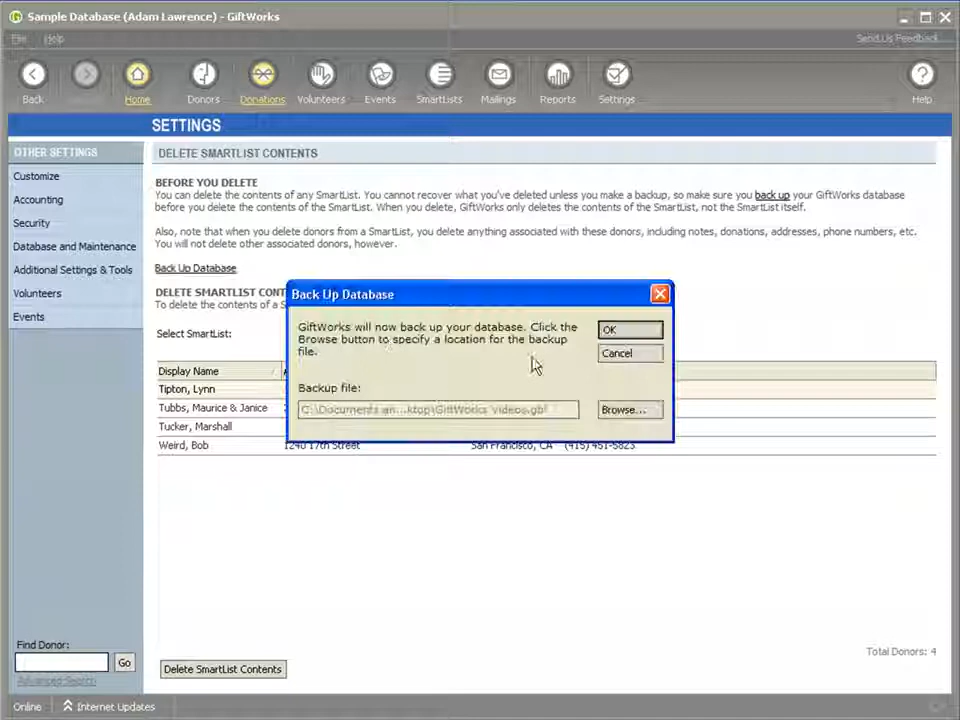 Sample Database (Adam Lawrence) - GiftWorks
File Help Send Us Feedback
Back Home Donors Donations Volunteers Events SmartLists Mailings Reports Settings Help
SETTINGS
OTHER SETTINGS
Customize
Accounting
Security
Database and Maintenance
Additional Settings & Tools
Volunteers
Events
DELETE SMARTLIST CONTENTS
BEFORE YOU DELETE
You can delete the contents of any SmartList. You cannot recover what you've deleted unless you make a backup, so make sure you back up your GiftWorks database
before you delete the contents of the SmartList. When you delete, GiftWorks only deletes the contents of the SmartList, not the SmartList itself.
Also, note that when you delete donors from a SmartList, you delete anything associated with these donors, including notes, donations, addresses, phone numbers, etc.
You will not delete other associated donors, however.
Back Up Database
DELETE SMARTLIST CONT
To delete the contents of a S
Select SmartList:
Display Name
Tipton, Lynn
Tubbs, Maurice & Janice
Tucker, Marshall
Weird, Bob 1240 17th Street San Francisco, CA (415) 451-5823
Back Up Database
GiftWorks will now back up your database. Click the
Browse button to specify a location for the backup
file.
OK
Cancel
Backup file:
C:\Documents an...ktop\GiftWorks Videos.gbl
Browse...
Total Donors: 4
Delete SmartList Contents
Find Donor:
Go
Advanced Search
Online Internet Updates